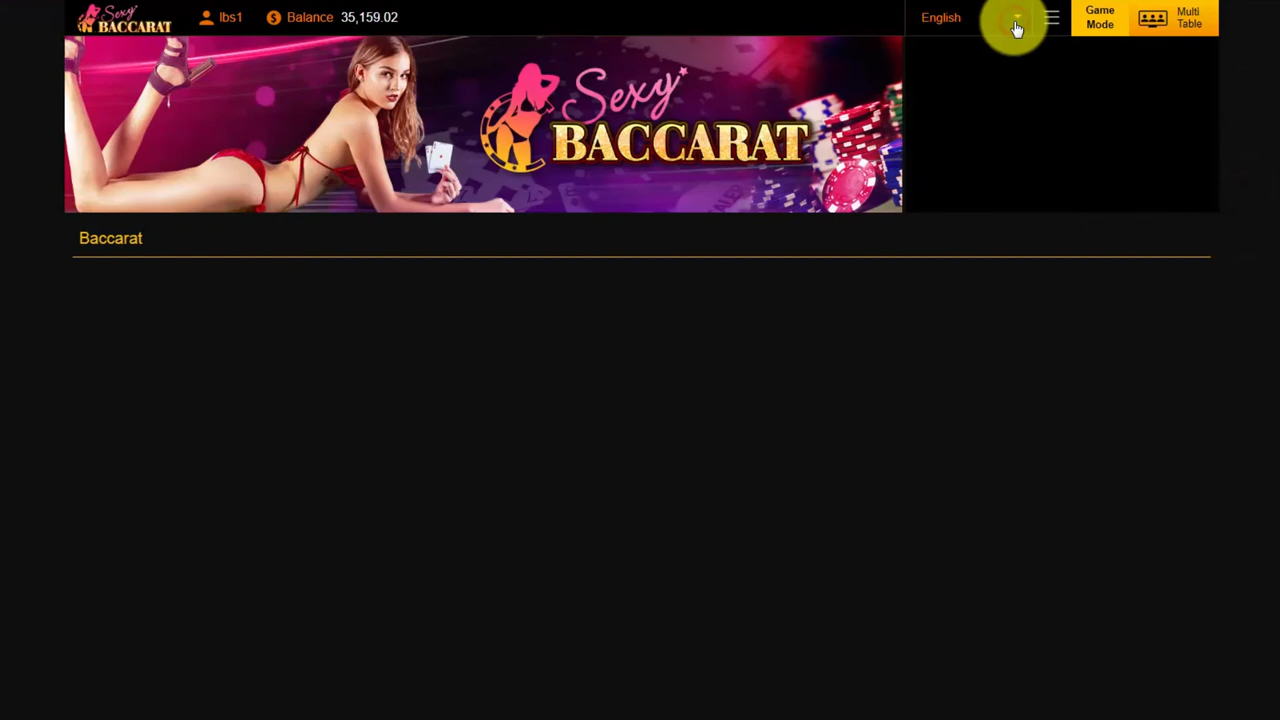 Sexy
BACCARAT
lbs1
Balance 35,159.02
English
Game
Mode
Multi
Table
Sexy
BACCARAT
Baccarat